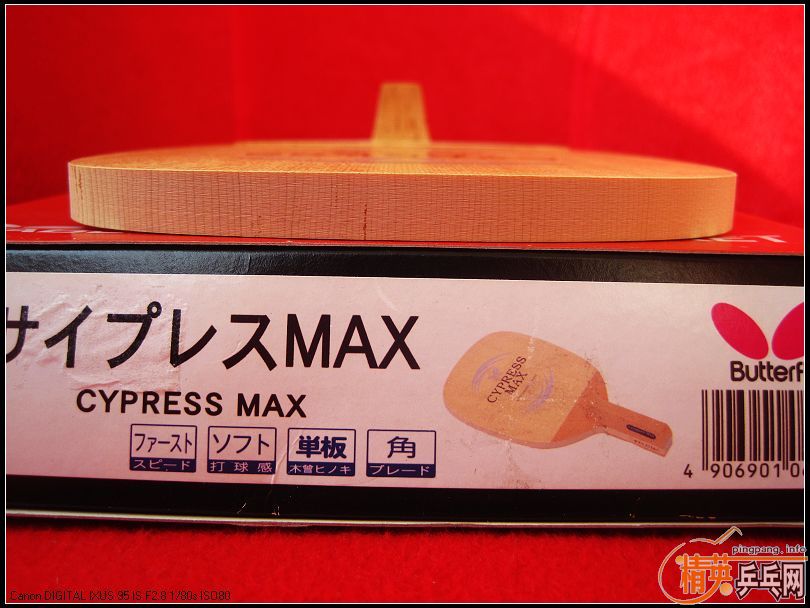 サイプレスMAX
CYPRESS MAX
ファースト
スピード
ソフト
打球感
単板
木曽ヒノキ
角
ブレード
CYPRESS
MAX
Butterf
4 906901 0
pingpang.info
精英乒乓网
Canon DIGITAL IXUS 95 IS F2.8 1/80s ISO80